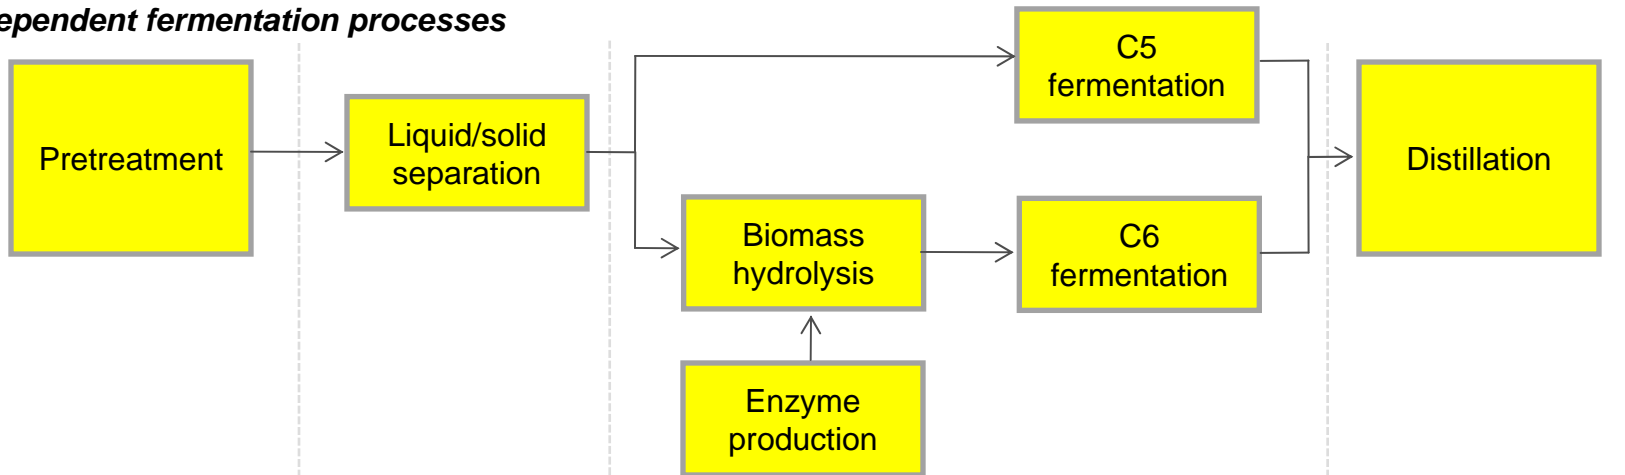 ependent fermentation processes
C5
fermentation
Pretreatment
Liquid/solid
separation
Distillation
Biomass
hydrolysis
C6
fermentation
Enzyme
production